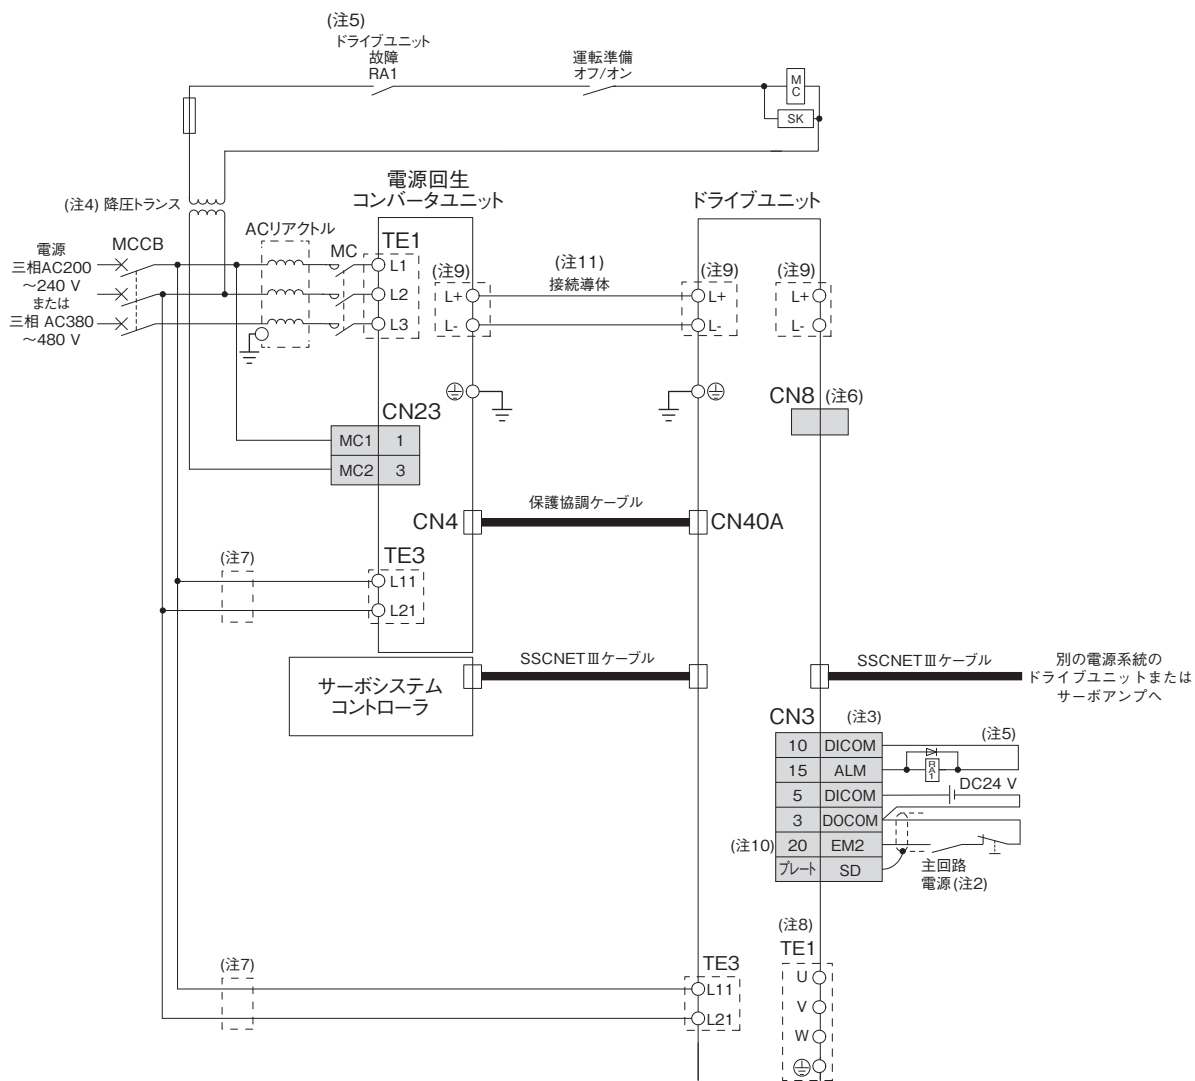 (注5)
ドライブユニット
故障
RA1
運転準備
オフ/オン
MC
SK
(注4) 降圧トランス
電源回生
コンバータユニット
ドライブユニット
ACリアクトル
MCCB
MC
TE1
電源
三相AC200
～240 V
または
三相 AC380
～480 V
L1
L2
L3
(注9)
L+
L-
(注11)
接続導体
(注9)
L+
L-
(注9)
L+
L-
CN8 (注6)
CN23
MC1 1
MC2 3
保護協調ケーブル
CN4
CN40A
(注7)
TE3
L11
L21
サーボシステム
コントローラ
SSCNETⅢケーブル
SSCNETⅢケーブル
別の電源系統の
ドライブユニットまたは
サーボアンプへ
CN3 (注3)
10 DICOM
15 ALM
5 DICOM
3 DOCOM
(注10) 20 EM2
プレート SD
(注5)
RA1
DC24 V
主回路
電源(注2)
(注8)
TE1
U
V
W
(注7)
TE3
L11
L21